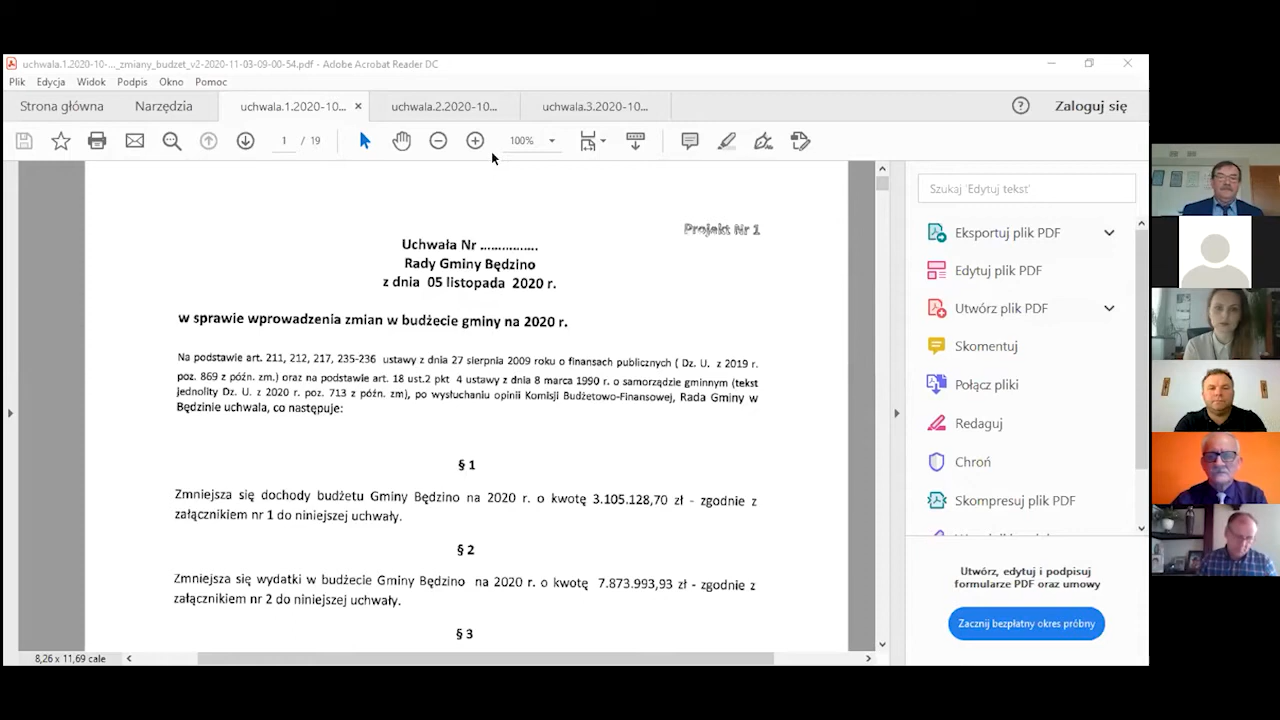 uchwala.1.2020-10-..._zmiany_budzet_v2-2020-11-03-09-00-54.pdf - Adobe Acrobat Reader DC
Plik Edycja Widok Podpis Okno Pomoc
Strona główna Narzędzia uchwala.1.2020-10... × uchwala.2.2020-10... uchwala.3.2020-10... Zaloguj się
1 / 19 100%
Szukaj 'Edytuj tekst'
Eksportuj plik PDF
Edytuj plik PDF
Utwórz plik PDF
Skomentuj
Połącz pliki
Redaguj
Chroń
Skompresuj plik PDF
Utwórz, edytuj i podpisuj
formularze PDF oraz umowy
Zacznij bezpłatny okres próbny
Projekt Nr 1
Uchwała Nr ...............
Rady Gminy Będzino
z dnia 05 listopada 2020 r.
w sprawie wprowadzenia zmian w budżecie gminy na 2020 r.
Na podstawie art. 211, 212, 217, 235-236 ustawy z dnia 27 sierpnia 2009 roku o finansach publicznych ( Dz. U. z 2019 r.
poz. 869 z późn. zm.) oraz na podstawie art. 18 ust.2 pkt 4 ustawy z dnia 8 marca 1990 r. o samorządzie gminnym (tekst
jednolity Dz. U. z 2020 r. poz. 713 z późn. zm), po wysłuchaniu opinii Komisji Budżetowo-Finansowej, Rada Gminy w
Będzinie uchwala, co następuje:
§ 1
Zmniejsza się dochody budżetu Gminy Będzino na 2020 r. o kwotę 3.105.128,70 zł - zgodnie z
załącznikiem nr 1 do niniejszej uchwały.
§ 2
Zmniejsza się wydatki w budżecie Gminy Będzino na 2020 r. o kwotę 7.873.993,93 zł - zgodnie z
załącznikiem nr 2 do niniejszej uchwały.
§ 3
8,26 x 11,69 cale